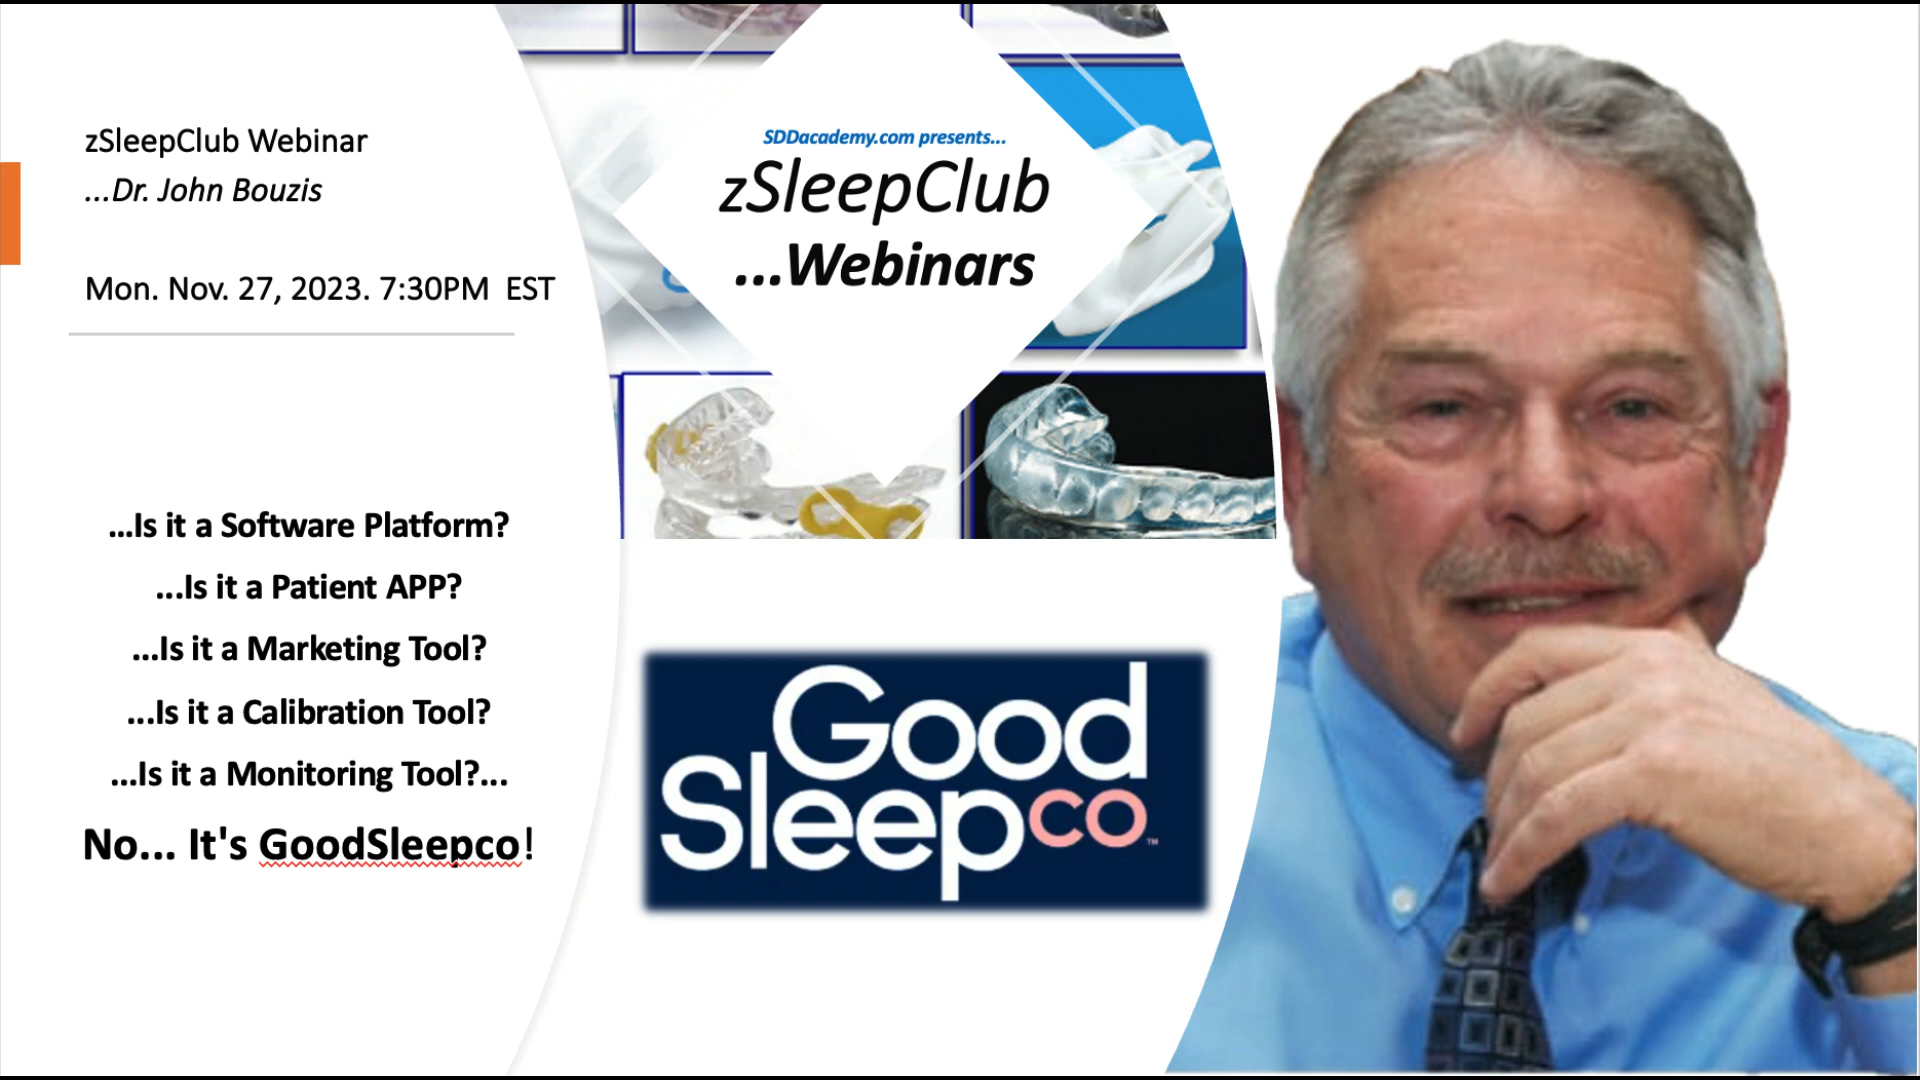 zSleepClub Webinar
...Dr. John Bouzis
Mon. Nov. 27, 2023. 7:30PM EST
...Is it a Software Platform?
...Is it a Patient APP?
...Is it a Marketing Tool?
...Is it a Calibration Tool?
...Is it a Monitoring Tool?...
No... It's GoodSleepco!
SDDacademy.com presents...
zSleepClub
...Webinars
Good
Sleepco™